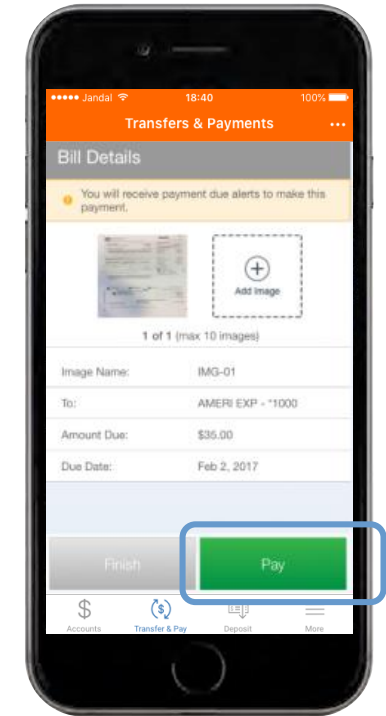 Jandal 18:40 100%
Transfers & Payments
Bill Details
You will receive payment due alerts to make this
payment.
Add Image
1 of 1 (max 10 images)
Image Name: IMG-01
To: AMERI EXP - *1000
Amount Due: $35.00
Due Date: Feb 2, 2017
Finish Pay
Accounts Transfer & Pay Deposit More